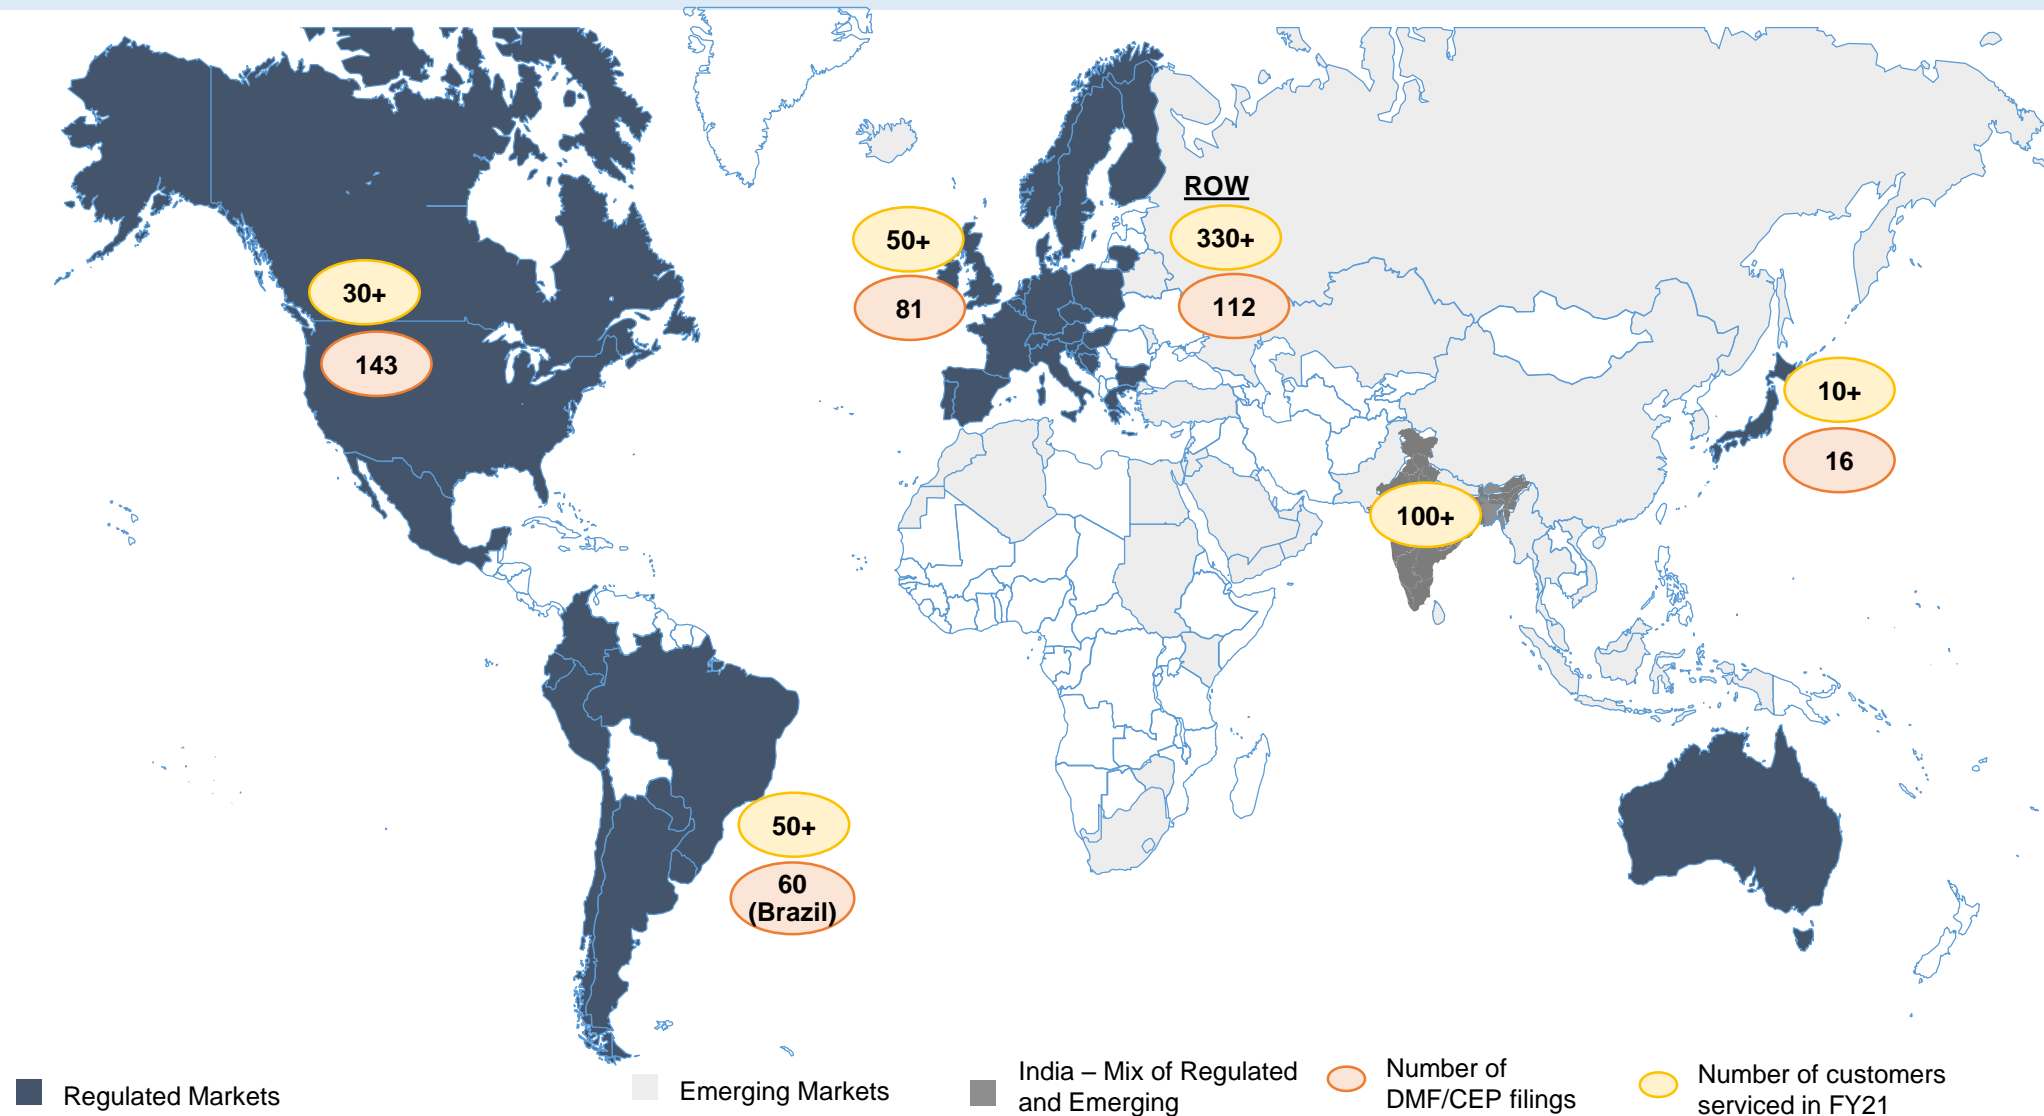 ROW
50+
330+
81
112
30+
143
10+
16
100+
50+
60
(Brazil)
Regulated Markets
Emerging Markets
India – Mix of Regulated
and Emerging
Number of
DMF/CEP filings
Number of customers
serviced in FY21